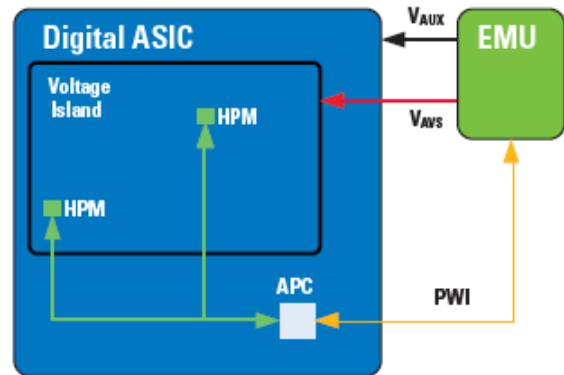 Digital ASIC
VAUX
EMU
Voltage
Island
HPM
VAVS
HPM
APC
PWI